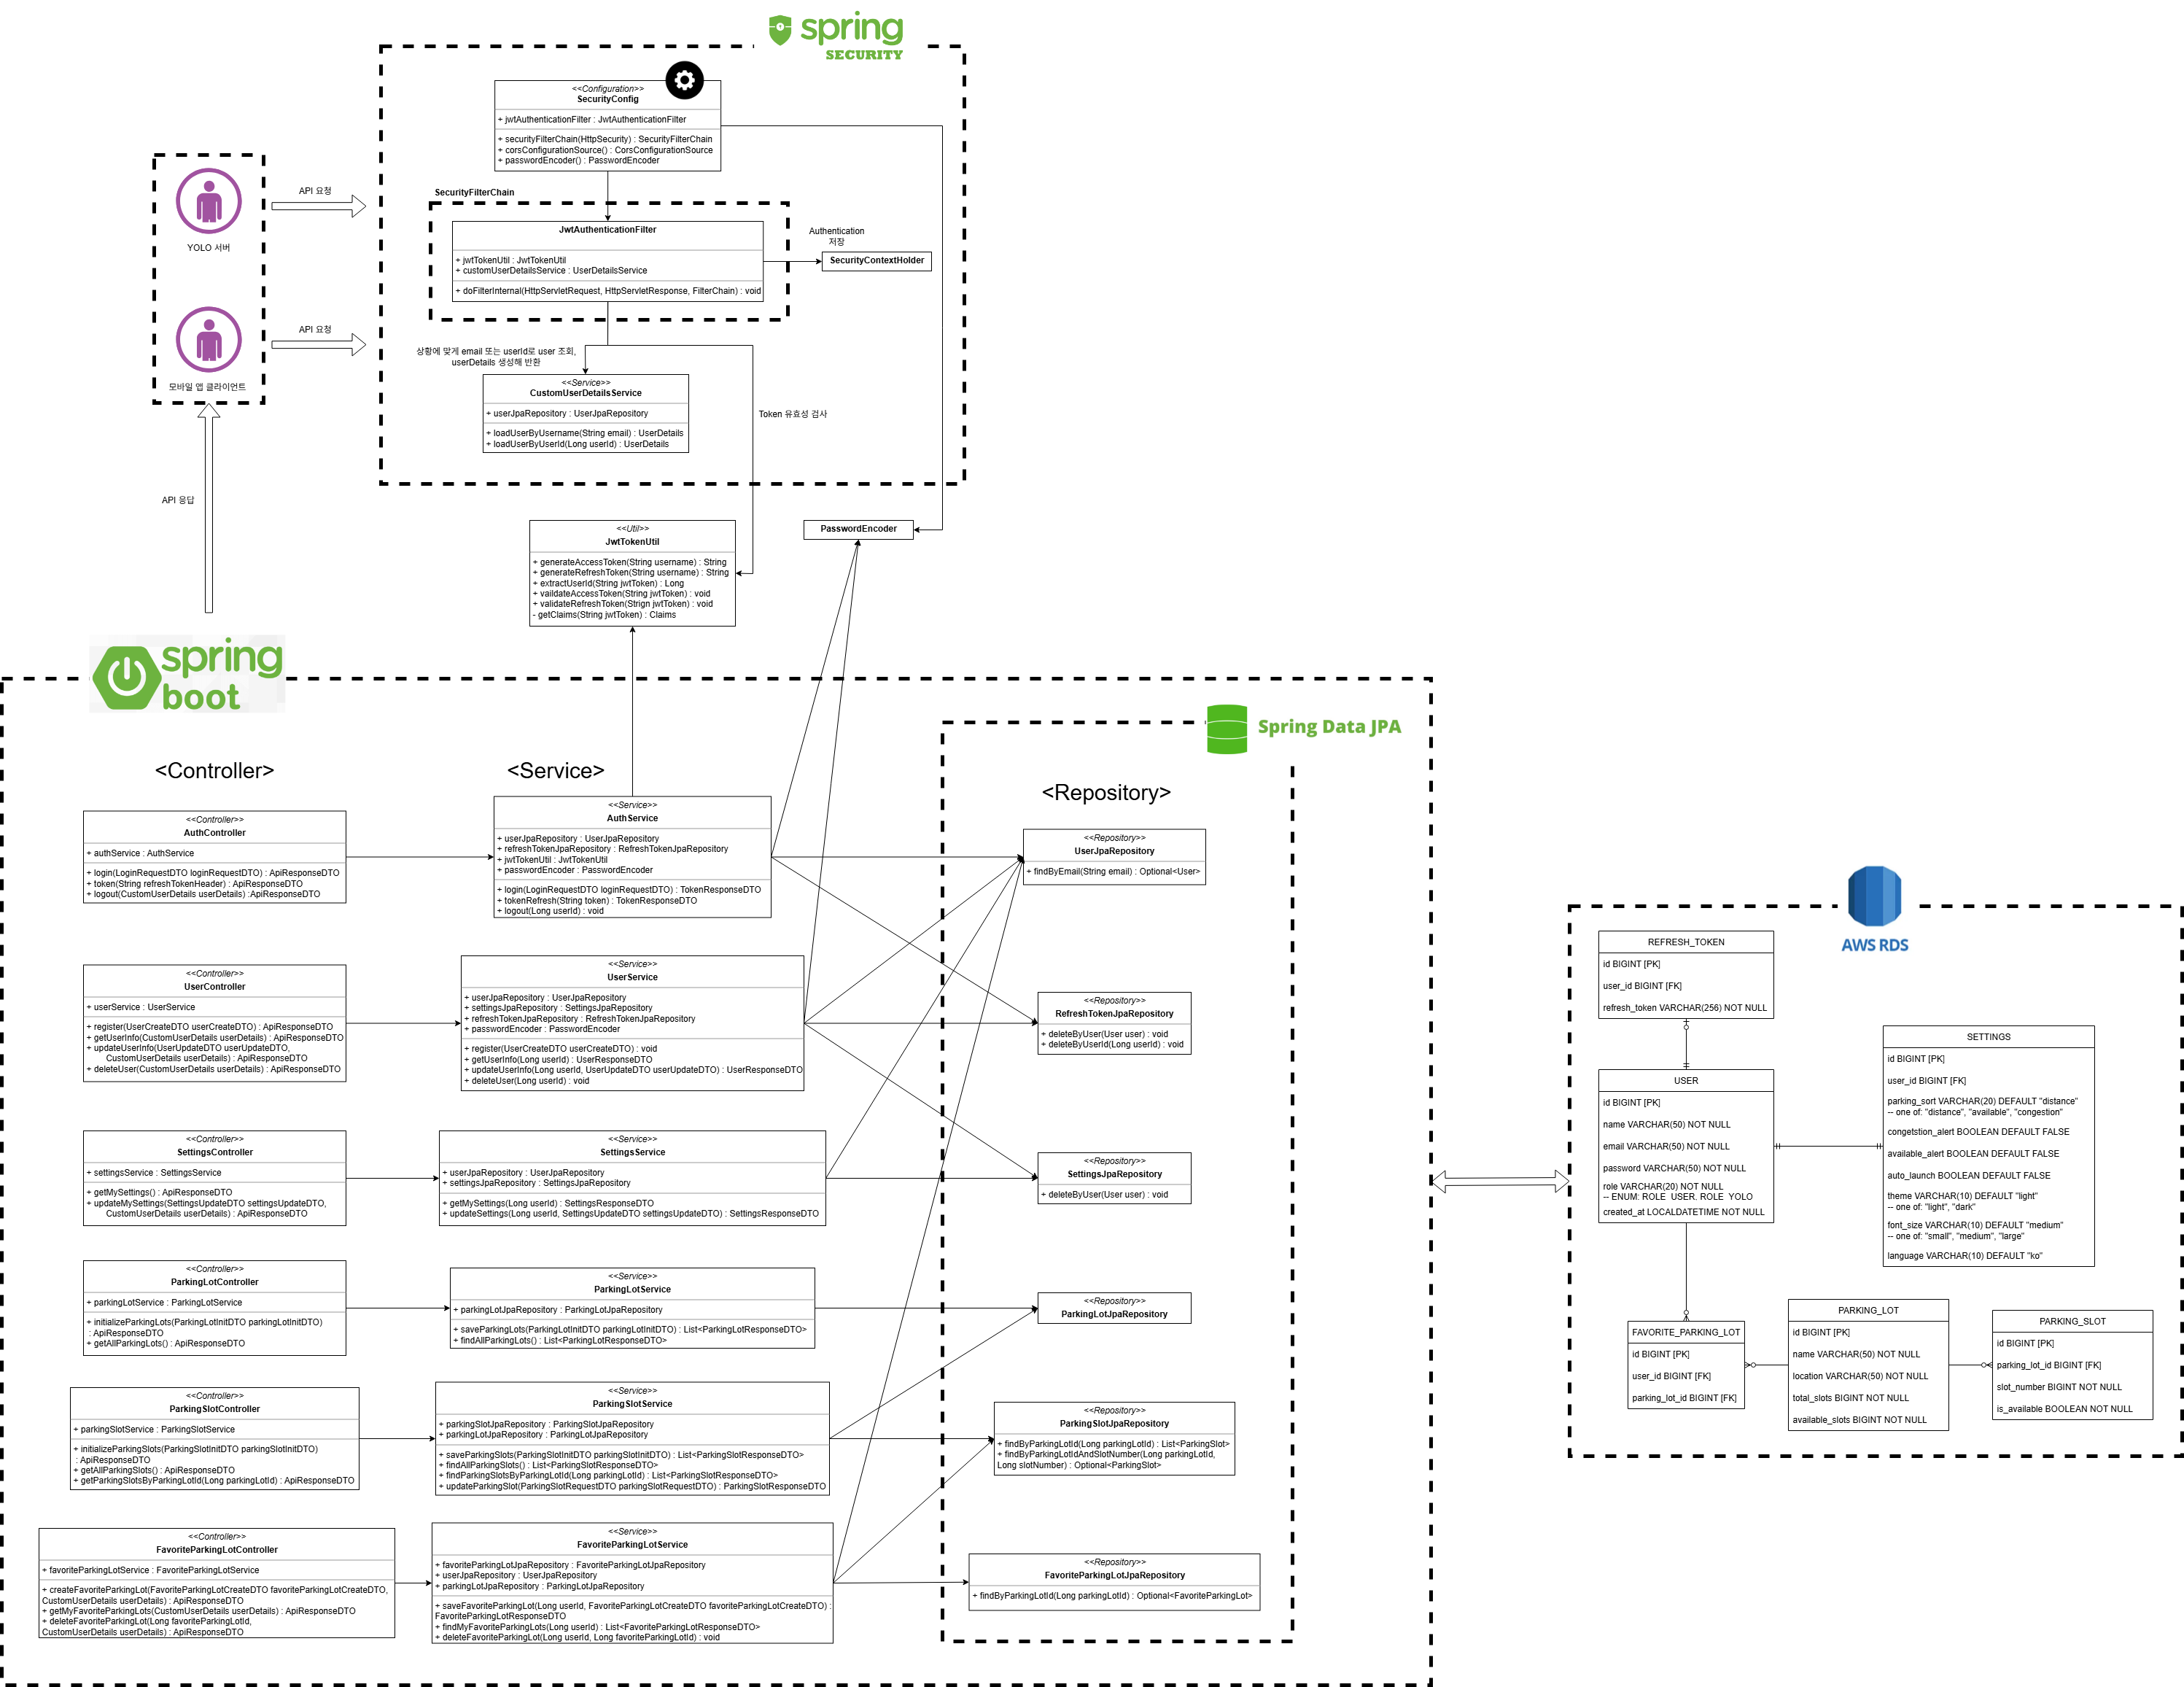 spring
SECURITY
<<Configuration>>
SecurityConfig
+ jwtAuthenticationFilter : JwtAuthenticationFilter
+ securityFilterChain(HttpSecurity) : SecurityFilterChain
+ corsConfigurationSource() : CorsConfigurationSource
+ passwordEncoder() : PasswordEncoder
SecurityFilterChain
JwtAuthenticationFilter
+ jwtTokenUtil : JwtTokenUtil
+ customUserDetailsService : UserDetailsService
+ doFilterInternal(HttpServletRequest, HttpServletResponse, FilterChain) : void
Authentication
저장
SecurityContextHolder
API 요청
YOLO 서버
API 요청
모바일 앱 클라이언트
API 응답
상황에 맞게 email 또는 userId로 user 조회,
userDetails 생성해 반환
<<Service>>
CustomUserDetailsService
+ userJpaRepository : UserJpaRepository
+ loadUserByUsername(String email) : UserDetails
+ loadUserByUserId(Long userId) : UserDetails
Token 유효성 검사
<<Util>>
JwtTokenUtil
+ generateAccessToken(String username) : String
+ generateRefreshToken(String username) : String
+ extractUserId(String jwtToken) : Long
+ vaildateAccessToken(String jwtToken) : void
+ validateRefreshToken(Strign jwtToken) : void
- getClaims(String jwtToken) : Claims
PasswordEncoder
spring
boot
Spring Data JPA
<Controller>
<Service>
<Repository>
<<Controller>>
AuthController
+ authService : AuthService
+ login(LoginRequestDTO loginRequestDTO) : ApiResponseDTO
+ token(String refreshTokenHeader) : ApiResponseDTO
+ logout(CustomUserDetails userDetails) :ApiResponseDTO
<<Service>>
AuthService
+ userJpaRepository : UserJpaRepository
+ refreshTokenJpaRepository : RefreshTokenJpaRepository
+ jwtTokenUtil : JwtTokenUtil
+ passwordEncoder : PasswordEncoder
+ login(LoginRequestDTO loginRequestDTO) : TokenResponseDTO
+ tokenRefresh(String token) : TokenResponseDTO
+ logout(Long userId) : void
<<Repository>>
UserJpaRepository
+ findByEmail(String email) : Optional<User>
<<Controller>>
UserController
+ userService : UserService
+ register(UserCreateDTO userCreateDTO) : ApiResponseDTO
+ getUserInfo(CustomUserDetails userDetails) : ApiResponseDTO
+ updateUserInfo(UserUpdateDTO userUpdateDTO,
CustomUserDetails userDetails) : ApiResponseDTO
+ deleteUser(CustomUserDetails userDetails) : ApiResponseDTO
<<Service>>
UserService
+ userJpaRepository : UserJpaRepository
+ settingsJpaRepository : SettingsJpaRepository
+ refreshTokenJpaRepository : RefreshTokenJpaRepository
+ passwordEncoder : PasswordEncoder
+ register(UserCreateDTO userCreateDTO) : void
+ getUserInfo(Long userId) : UserResponseDTO
+ updateUserInfo(Long userId, UserUpdateDTO userUpdateDTO) : UserResponseDTO
+ deleteUser(Long userId) : void
<<Repository>>
RefreshTokenJpaRepository
+ deleteByUser(User user) : void
+ deleteByUserId(Long userId) : void
<<Controller>>
SettingsController
+ settingsService : SettingsService
+ getMySettings() : ApiResponseDTO
+ updateMySettings(SettingsUpdateDTO settingsUpdateDTO,
CustomUserDetails userDetails) : ApiResponseDTO
<<Service>>
SettingsService
+ userJpaRepository : UserJpaRepository
+ settingsJpaRepository : SettingsJpaRepository
+ getMySettings(Long userId) : SettingsResponseDTO
+ updateSettings(Long userId, SettingsUpdateDTO settingsUpdateDTO) : SettingsResponseDTO
<<Repository>>
SettingsJpaRepository
+ deleteByUser(User user) : void
<<Controller>>
ParkingLotController
+ parkingLotService : ParkingLotService
+ initializeParkingLots(ParkingLotInitDTO parkingLotInitDTO)
: ApiResponseDTO
+ getAllParkingLots() : ApiResponseDTO
<<Service>>
ParkingLotService
+ parkingLotJpaRepository : ParkingLotJpaRepository
+ saveParkingLots(ParkingLotInitDTO parkingLotInitDTO) : List<ParkingLotResponseDTO>
+ findAllParkingLots() : List<ParkingLotResponseDTO>
<<Repository>>
ParkingLotJpaRepository
<<Controller>>
ParkingSlotController
+ parkingSlotService : ParkingSlotService
+ initializeParkingSlots(ParkingSlotInitDTO parkingSlotInitDTO)
: ApiResponseDTO
+ getAllParkingSlots() : ApiResponseDTO
+ getParkingSlotsByParkingLotId(Long parkingLotId) : ApiResponseDTO
<<Service>>
ParkingSlotService
+ parkingSlotJpaRepository : ParkingSlotJpaRepository
+ parkingLotJpaRepository : ParkingLotJpaRepository
+ saveParkingSlots(ParkingSlotInitDTO parkingSlotInitDTO) : List<ParkingSlotResponseDTO>
+ findAllParkingSlots() : List<ParkingSlotResponseDTO>
+ findParkingSlotsByParkingLotId(Long parkingLotId) : List<ParkingSlotResponseDTO>
+ updateParkingSlot(ParkingSlotRequestDTO parkingSlotRequestDTO) : ParkingSlotResponseDTO
<<Repository>>
ParkingSlotJpaRepository
+ findByParkingLotId(Long parkingLotId) : List<ParkingSlot>
+ findByParkingLotIdAndSlotNumber(Long parkingLotId,
Long slotNumber) : Optional<ParkingSlot>
<<Controller>>
FavoriteParkingLotController
+ favoriteParkingLotService : FavoriteParkingLotService
+ createFavoriteParkingLot(FavoriteParkingLotCreateDTO favoriteParkingLotCreateDTO,
CustomUserDetails userDetails) : ApiResponseDTO
+ getMyFavoriteParkingLots(CustomUserDetails userDetails) : ApiResponseDTO
+ deleteFavoriteParkingLot(Long favoriteParkingLotId,
CustomUserDetails userDetails) : ApiResponseDTO
<<Service>>
FavoriteParkingLotService
+ favoriteParkingLotJpaRepository : FavoriteParkingLotJpaRepository
+ userJpaRepository : UserJpaRepository
+ parkingLotJpaRepository : ParkingLotJpaRepository
+ saveFavoriteParkingLot(Long userId, FavoriteParkingLotCreateDTO favoriteParkingLotCreateDTO) :
FavoriteParkingLotResponseDTO
+ findMyFavoriteParkingLots(Long userId) : List<FavoriteParkingLotResponseDTO>
+ deleteFavoriteParkingLot(Long userId, Long favoriteParkingLotId) : void
<<Repository>>
FavoriteParkingLotJpaRepository
+ findByParkingLotId(Long parkingLotId) : Optional<FavoriteParkingLot>
AWS RDS
REFRESH_TOKEN
id BIGINT [PK]
user_id BIGINT [FK]
refresh_token VARCHAR(256) NOT NULL
USER
id BIGINT [PK]
name VARCHAR(50) NOT NULL
email VARCHAR(50) NOT NULL
password VARCHAR(50) NOT NULL
role VARCHAR(20) NOT NULL
-- ENUM: ROLE_USER. ROLE_YOLO
created_at LOCALDATETIME NOT NULL
SETTINGS
id BIGINT [PK]
user_id BIGINT [FK]
parking_sort VARCHAR(20) DEFAULT "distance"
-- one of: "distance", "available", "congestion"
congetstion_alert BOOLEAN DEFAULT FALSE
available_alert BOOLEAN DEFAULT FALSE
auto_launch BOOLEAN DEFAULT FALSE
theme VARCHAR(10) DEFAULT "light"
-- one of: "light", "dark"
font_size VARCHAR(10) DEFAULT "medium"
-- one of: "small", "medium", "large"
language VARCHAR(10) DEFAULT "ko"
FAVORITE_PARKING_LOT
id BIGINT [PK]
user_id BIGINT [FK]
parking_lot_id BIGINT [FK]
PARKING_LOT
id BIGINT [PK]
name VARCHAR(50) NOT NULL
location VARCHAR(50) NOT NULL
total_slots BIGINT NOT NULL
available_slots BIGINT NOT NULL
PARKING_SLOT
id BIGINT [PK]
parking_lot_id BIGINT [FK]
slot_number BIGINT NOT NULL
is_available BOOLEAN NOT NULL